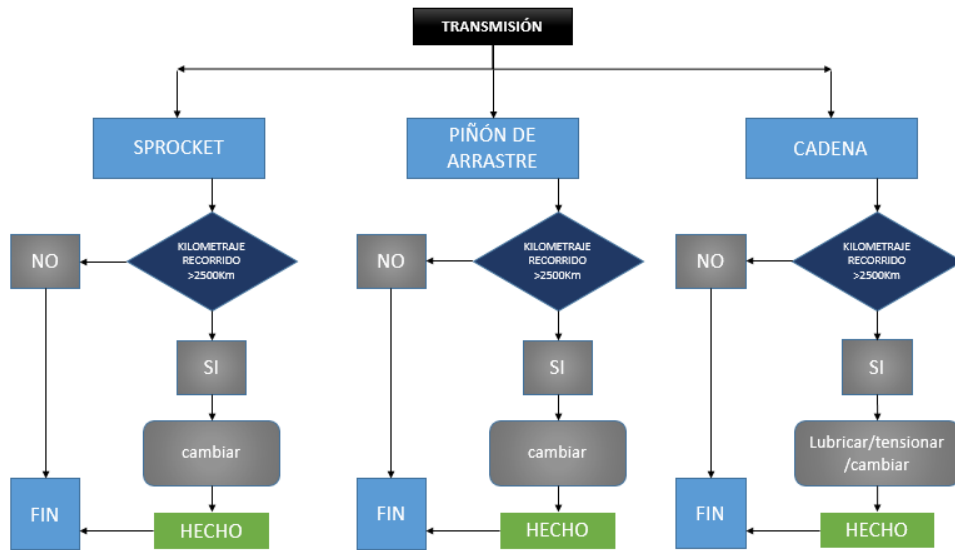 TRANSMISIÓN
SPROCKET
PIÑÓN DE
ARRASTRE
CADENA
KILOMETRAJE
RECORRIDO
>2500Km
NO
KILOMETRAJE
RECORRIDO
>2500Km
NO
KILOMETRAJE
RECORRIDO
>2500Km
NO
SI
SI
SI
cambiar
cambiar
Lubricar/tensionar
/cambiar
FIN
HECHO
FIN
HECHO
FIN
HECHO